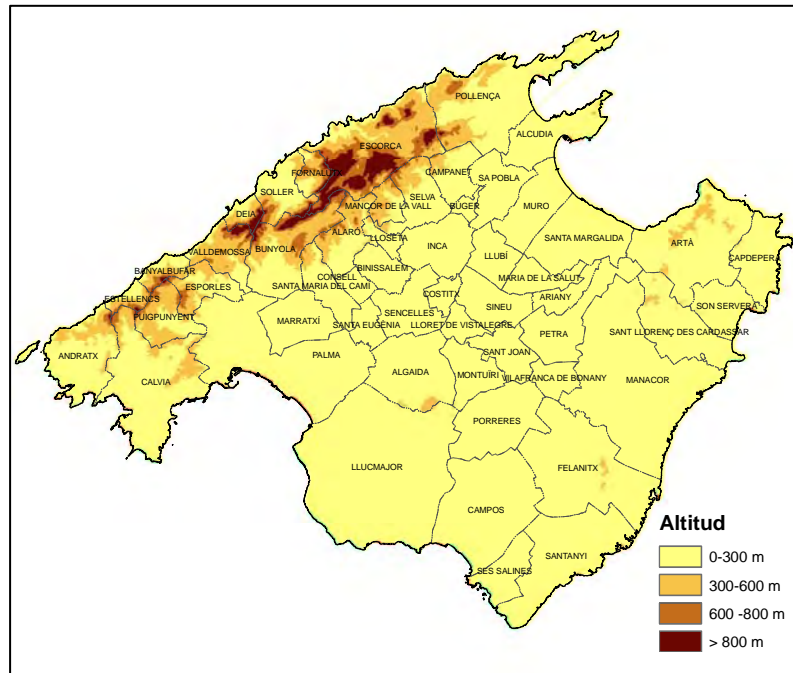 POLLENÇA
ALCUDIA
ESCORCA
FORNALUTX
CAMPANET
SA POBLA
SOLLER
SELVA
MANCOR DE LA VALL
BÚGER
MURO
DEIA
ALARÓ
LLOSETA
INCA
LLUBÍ
SANTA MARGALIDA
ARTÀ
VALLDEMOSSA
BUNYOLA
CAPDEPERA
BANYALBUFAR
BINISSALEM
MARIA DE LA SALUT
ESPORLES
CONSELL
SANTA MARIA DEL CAMÍ
COSTITX
ARIANY
ESTELLENCS
SINEU
SON SERVERA
PUIGPUNYENT
MARRATXÍ
SENCELLES
SANTA EUGÈNIA
LLORET DE VISTALEGRE
PETRA
SANT LLORENÇ DES CARDASSAR
ANDRATX
PALMA
SANT JOAN
CALVIA
ALGAIDA
MONTUÏRI
VILAFRANCA DE BONANY
MANACOR
PORRERES
LLUCMAJOR
FELANITX
CAMPOS
SANTANYI
SES SALINES
Altitud
0-300 m
300-600 m
600 -800 m
> 800 m